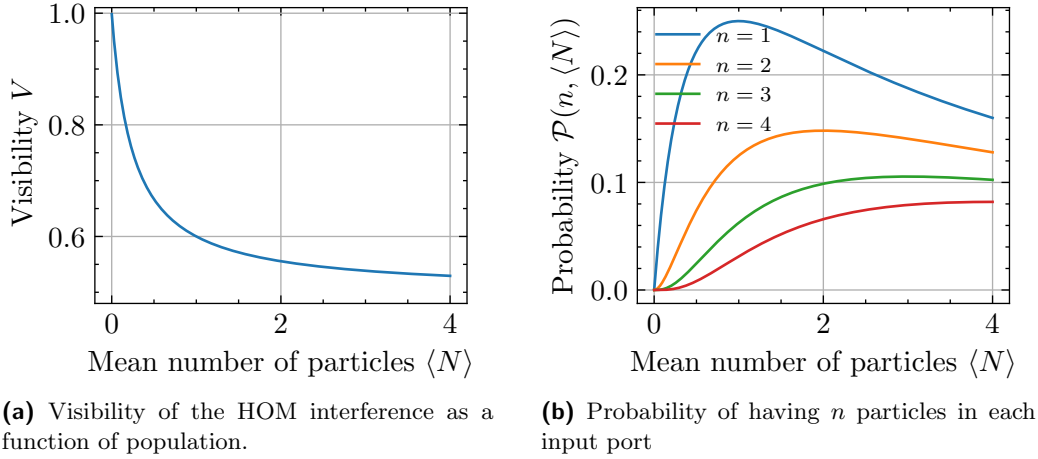 1.0
0.8
0.6
Visibility V
0 2 4
Mean number of particles ⟨N⟩
(a) Visibility of the HOM interference as a
function of population.
n = 1
n = 2
n = 3
n = 4
0.2
0.1
0.0
Probability 𝒫(n, ⟨N⟩)
0 2 4
Mean number of particles ⟨N⟩
(b) Probability of having n particles in each
input port